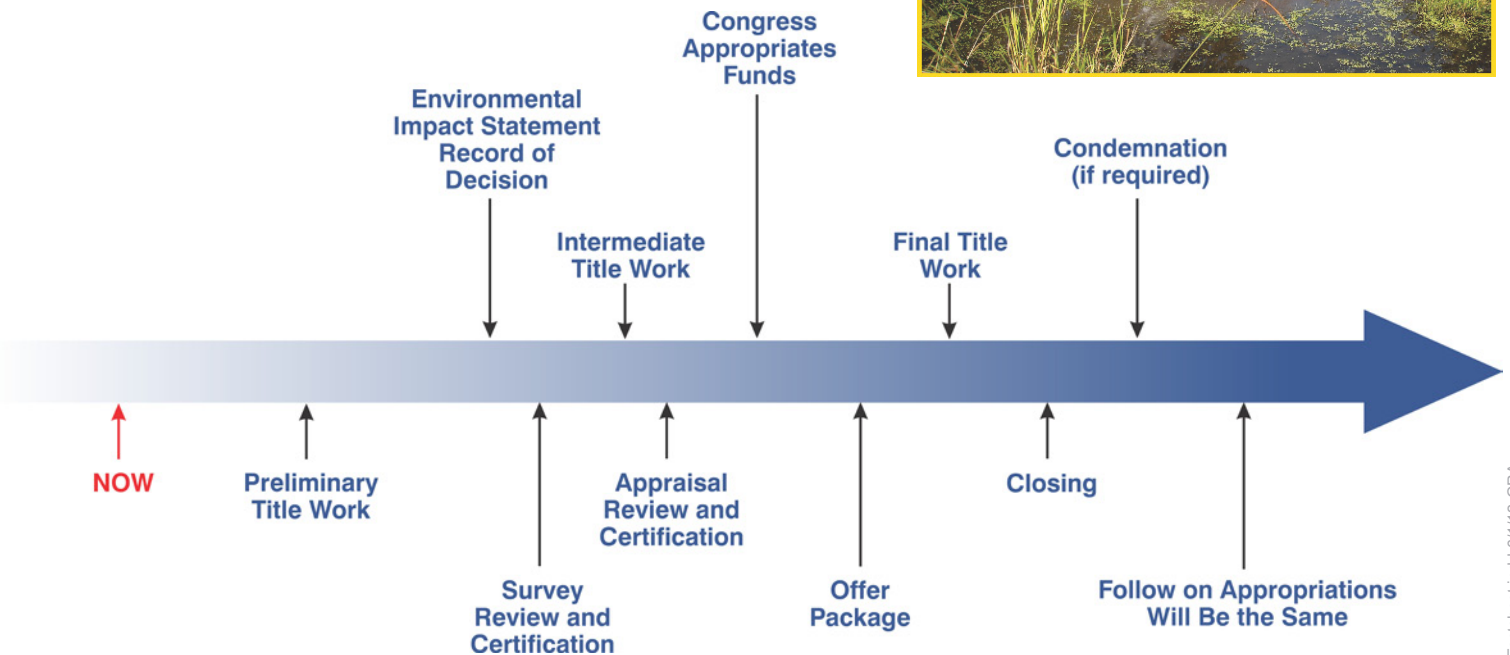 Congress
Appropriates
Funds
Environmental
Impact Statement
Record of
Decision
Condemnation
(if required)
Intermediate
Title Work
Final Title
Work
NOW
Preliminary
Title Work
Appraisal
Review and
Certification
Closing
Survey
Review and
Certification
Offer
Package
Follow on Appropriations
Will Be the Same